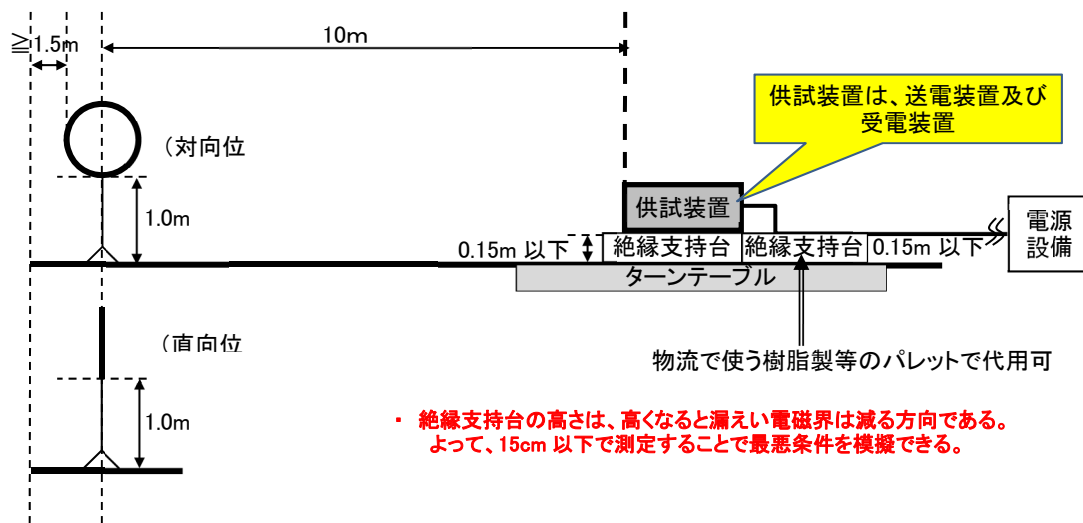 ≧1.5m
10m
供試装置は、送電装置及び
受電装置
(対向位
1.0m
供試装置
電源
設備
0.15m 以下
絶縁支持台
絶縁支持台
0.15m 以下
ターンテーブル
(直向位
物流で使う樹脂製等のパレットで代用可
1.0m
・ 絶縁支持台の高さは、高くなると漏えい電磁界は減る方向である。
よって、15cm 以下で測定することで最悪条件を模擬できる。